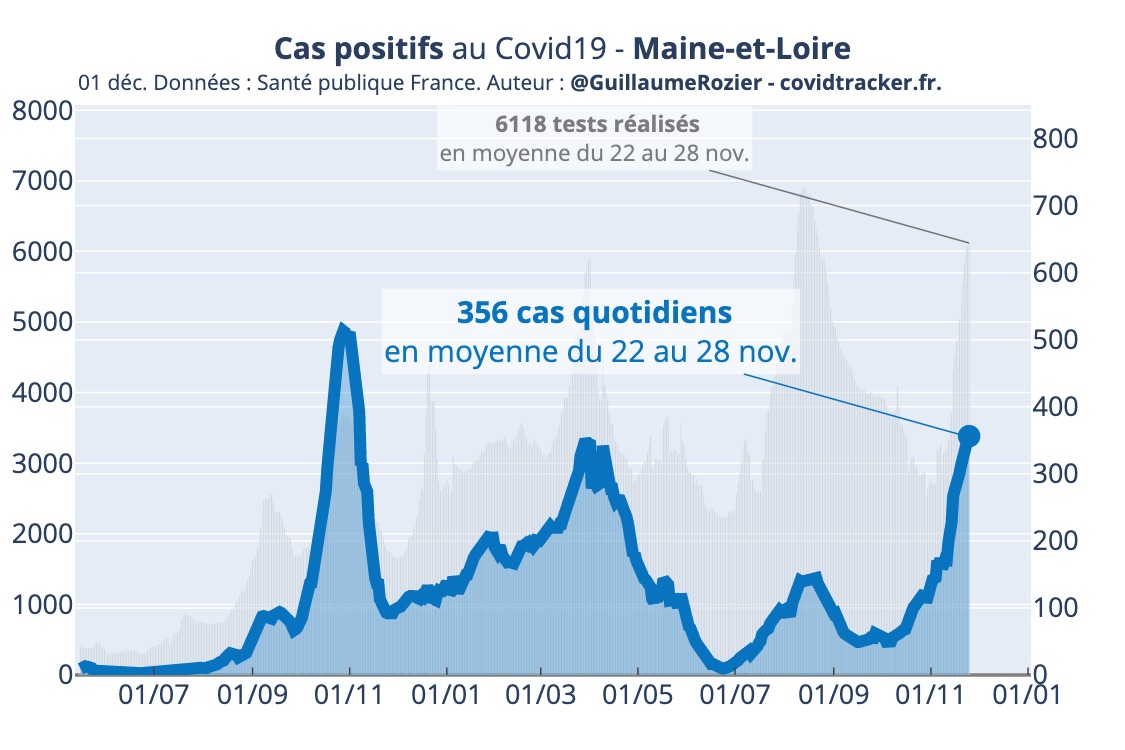 Cas positifs au Covid19 - Maine-et-Loire
01 déc. Données : Santé publique France. Auteur : @GuillaumeRozier - covidtracker.fr.
6118 tests réalisés
en moyenne du 22 au 28 nov.
356 cas quotidiens
en moyenne du 22 au 28 nov.
8000
7000
6000
5000
4000
3000
2000
1000
0
800
700
600
500
400
300
200
100
0
01/07 01/09 01/11 01/01 01/03 01/05 01/07 01/09 01/11 01/01